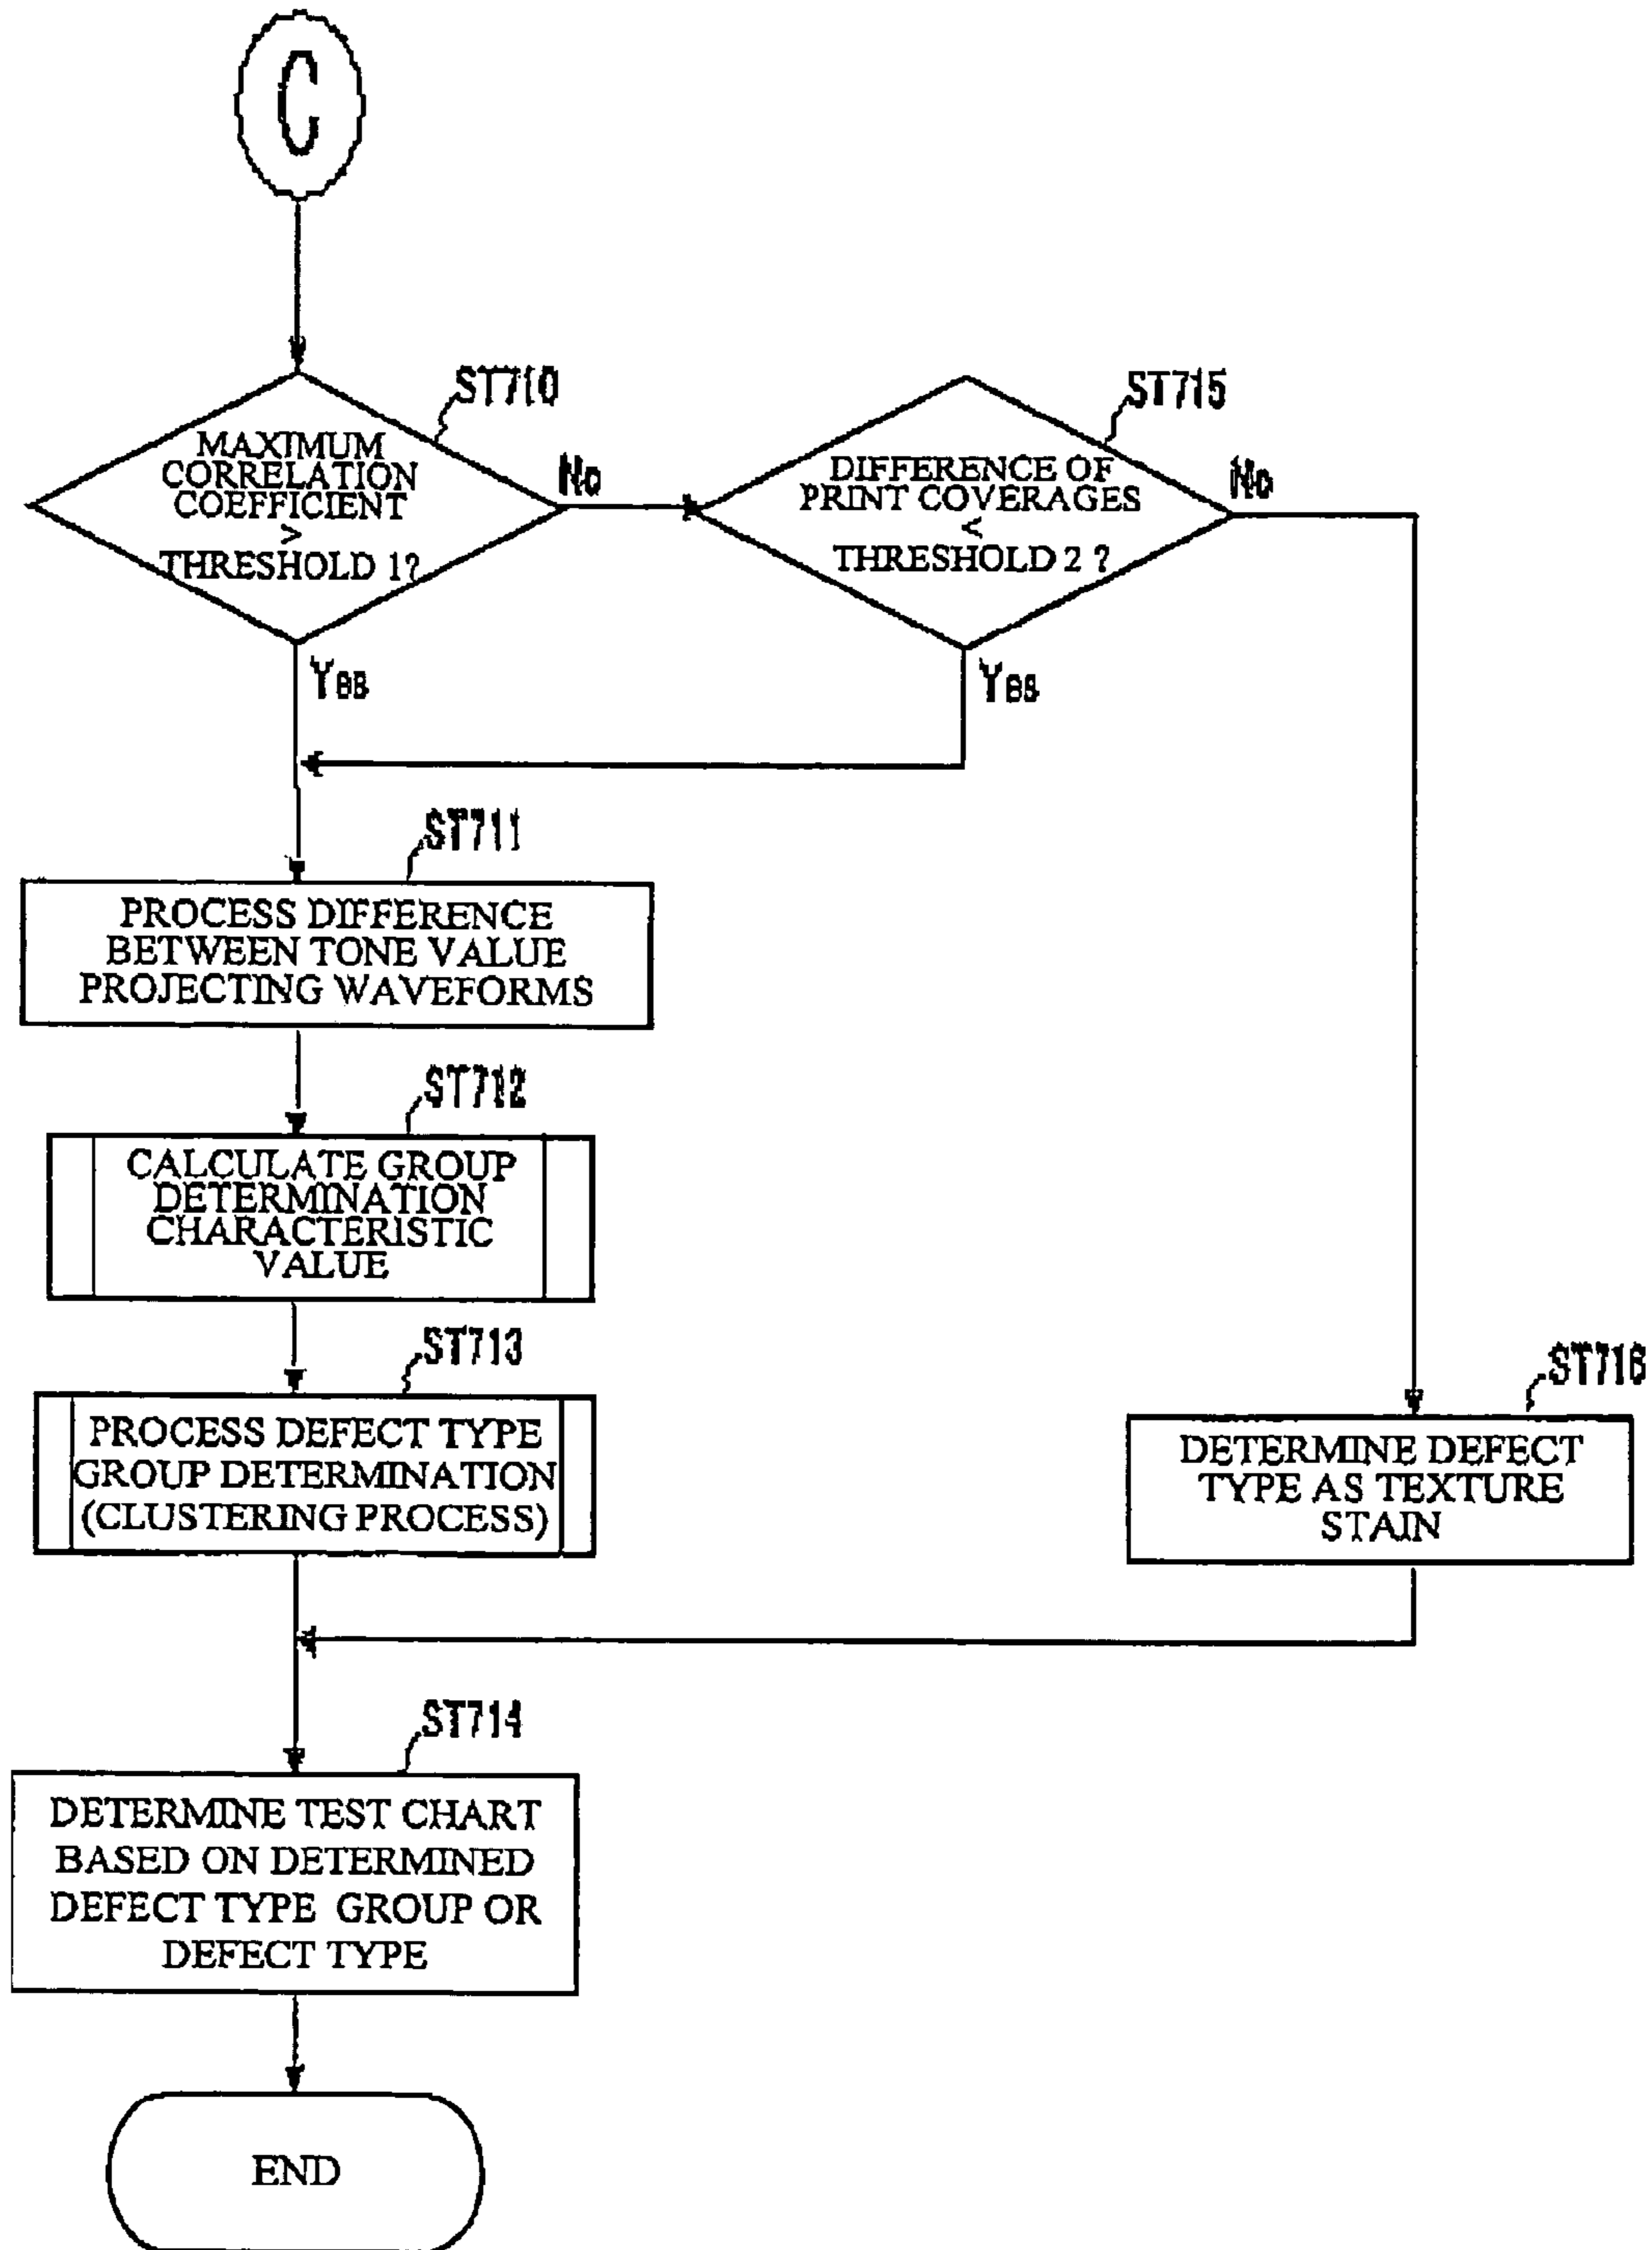 C
ST710
MAXIMUM
CORRELATION
COEFFICIENT
>
THRESHOLD 1?
No
Yes
ST715
DIFFERENCE OF
PRINT COVERAGES
<
THRESHOLD 2 ?
No
Yes
ST711
PROCESS DIFFERENCE
BETWEEN TONE VALUE
PROJECTING WAVEFORMS
ST712
CALCULATE GROUP
DETERMINATION
CHARACTERISTIC
VALUE
ST713
PROCESS DEFECT TYPE
GROUP DETERMINATION
(CLUSTERING PROCESS)
ST716
DETERMINE DEFECT
TYPE AS TEXTURE
STAIN
ST714
DETERMINE TEST CHART
BASED ON DETERMINED
DEFECT TYPE GROUP OR
DEFECT TYPE
END